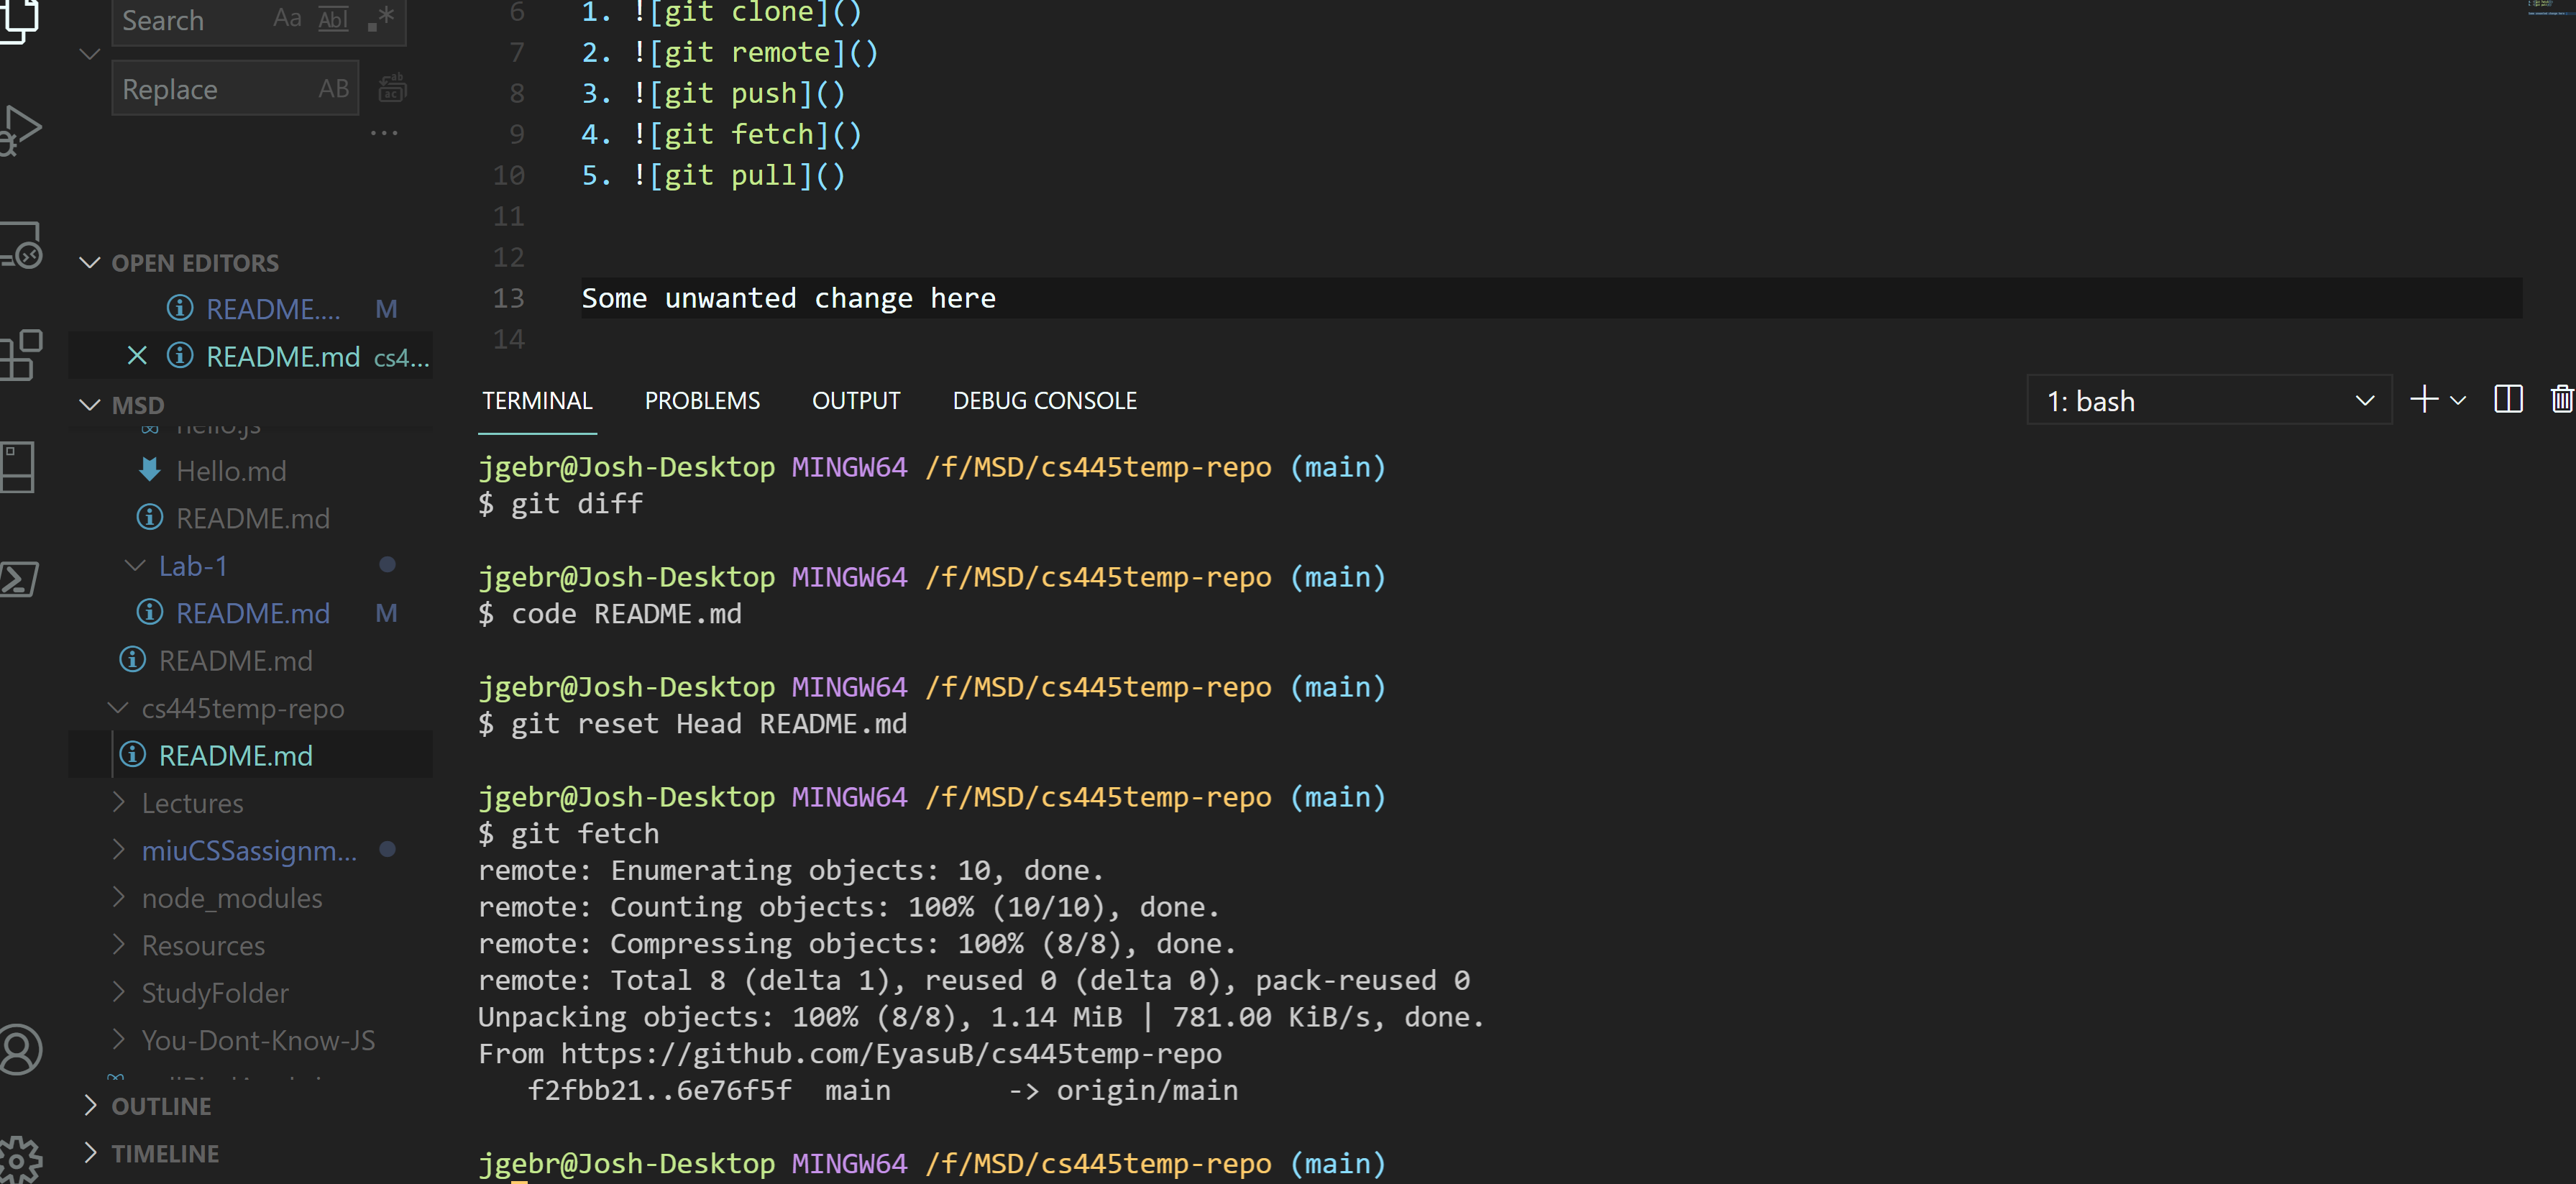 Search Aa Abl .*
Replace AB
...
OPEN EDITORS
README.... M
README.md cs4...
MSD
hello.js
Hello.md
README.md
Lab-1
README.md M
README.md
cs445temp-repo
README.md
Lectures
miuCSSassignm...
node_modules
Resources
StudyFolder
You-Dont-Know-JS
OUTLINE
TIMELINE
6 1. ![git clone]()
7 2. ![git remote]()
8 3. ![git push]()
9 4. ![git fetch]()
10 5. ![git pull]()
11
12
13 Some unwanted change here
14
TERMINAL PROBLEMS OUTPUT DEBUG CONSOLE 1: bash
jgebr@Josh-Desktop MINGW64 /f/MSD/cs445temp-repo (main)
$ git diff
jgebr@Josh-Desktop MINGW64 /f/MSD/cs445temp-repo (main)
$ code README.md
jgebr@Josh-Desktop MINGW64 /f/MSD/cs445temp-repo (main)
$ git reset Head README.md
jgebr@Josh-Desktop MINGW64 /f/MSD/cs445temp-repo (main)
$ git fetch
remote: Enumerating objects: 10, done.
remote: Counting objects: 100% (10/10), done.
remote: Compressing objects: 100% (8/8), done.
remote: Total 8 (delta 1), reused 0 (delta 0), pack-reused 0
Unpacking objects: 100% (8/8), 1.14 MiB | 781.00 KiB/s, done.
From https://github.com/EyasuB/cs445temp-repo
f2fbb21..6e76f5f main -> origin/main
jgebr@Josh-Desktop MINGW64 /f/MSD/cs445temp-repo (main)